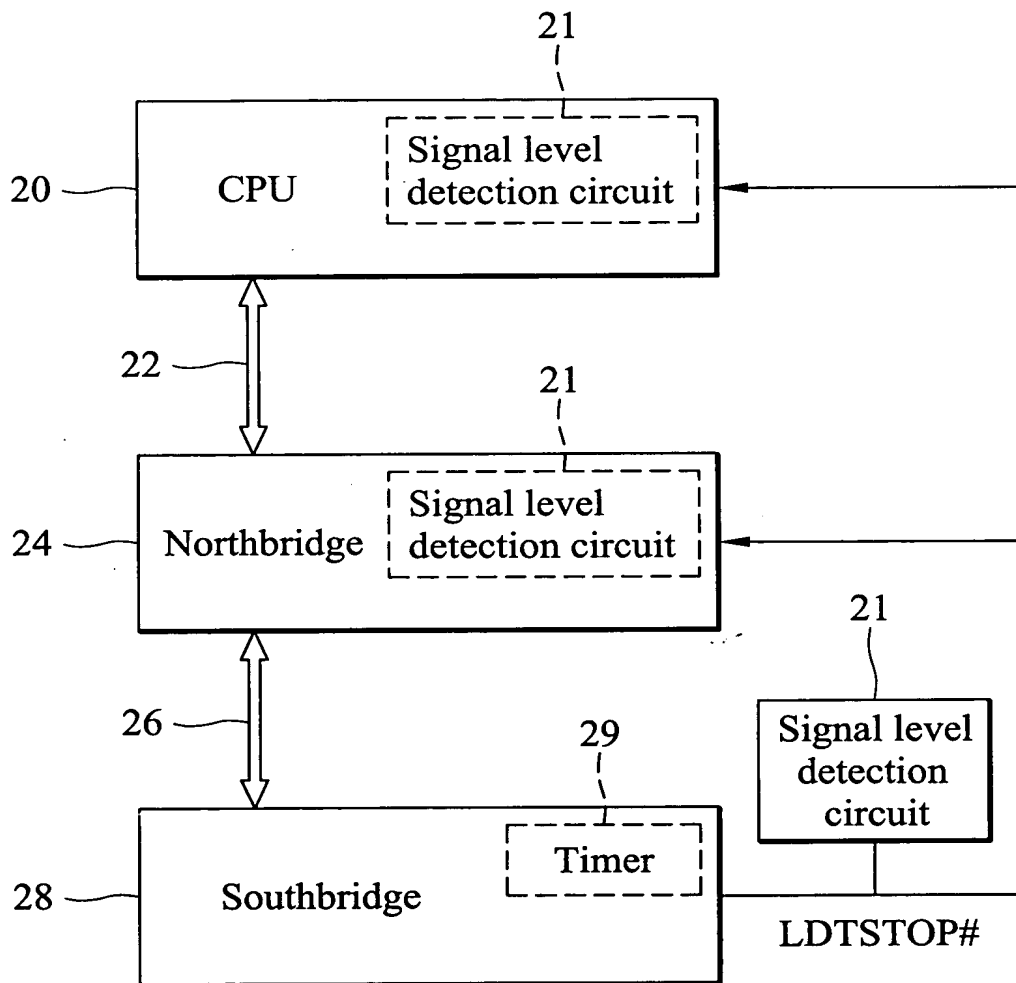 21
Signal level
detection circuit
20
CPU
22
21
Signal level
detection circuit
24
Northbridge
21
26
Signal level
detection
circuit
29
Timer
28
Southbridge
LDTSTOP#